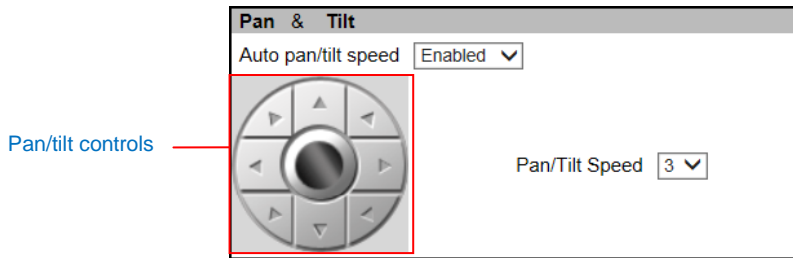 Pan & Tilt
Auto pan/tilt speed Enabled
Pan/tilt controls
Pan/Tilt Speed 3